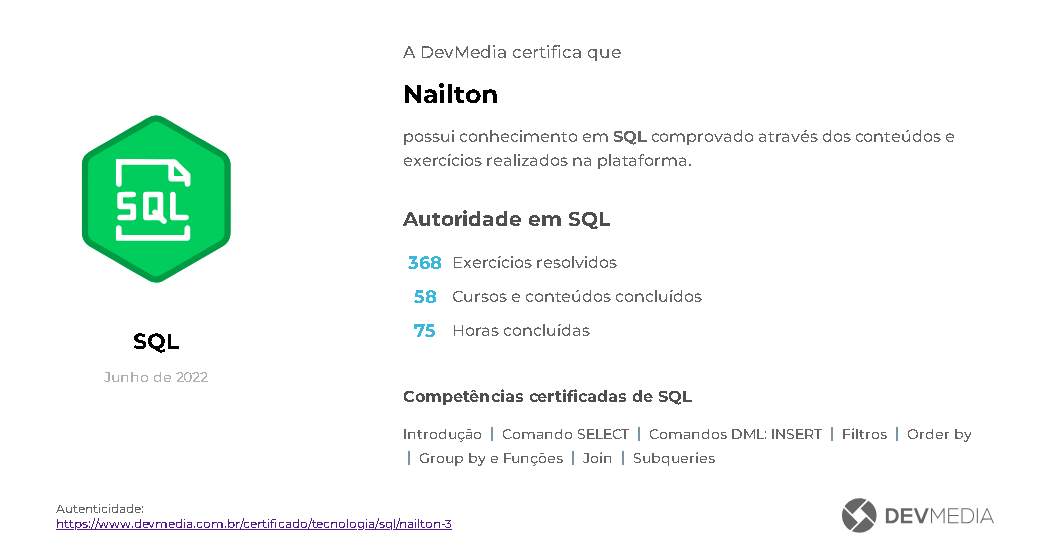 A DevMedia certifica que
Nailton
possui conhecimento em SQL comprovado através dos conteúdos e
exercícios realizados na plataforma.
SQL
Autoridade em SQL
368 Exercícios resolvidos
58 Cursos e conteúdos concluídos
75 Horas concluídas
SQL
Junho de 2022
Competências certificadas de SQL
Introdução | Comando SELECT | Comandos DML: INSERT | Filtros | Order by
| Group by e Funções | Join | Subqueries
Autenticidade:
https://www.devmedia.com.br/certificado/tecnologia/sql/nailton-3
DEVMEDIA